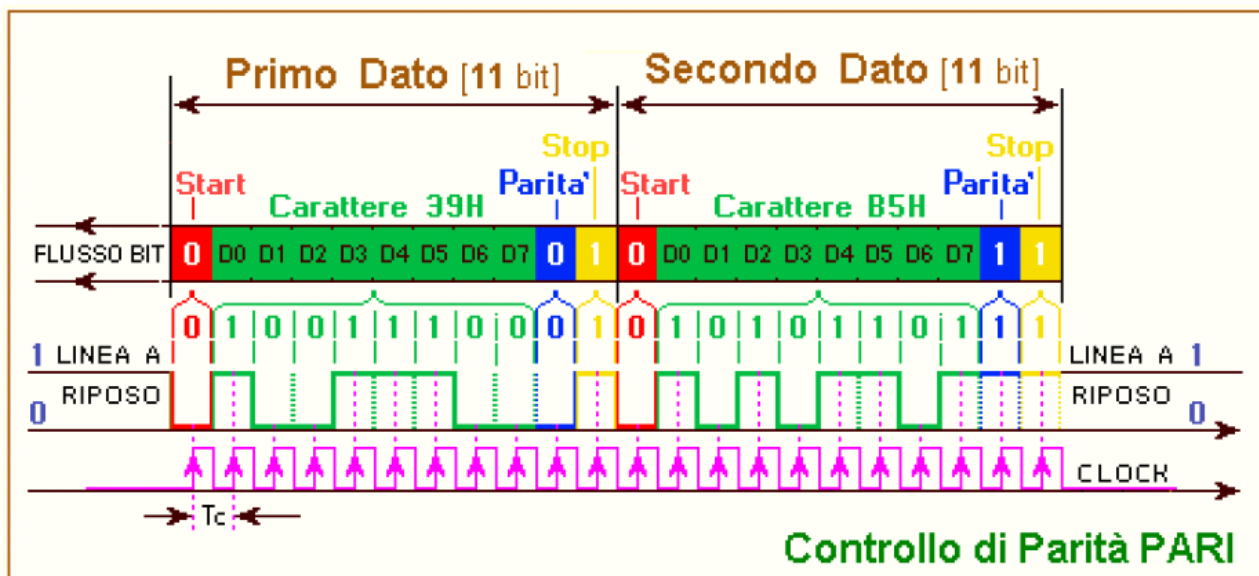 Primo Dato [11 bit] Secondo Dato [11 bit]
Stop Stop
Start Parita' Start Parita'
Carattere 39H Carattere B5H
FLUSSO BIT 0 D0 D1 D2 D3 D4 D5 D6 D7 0 1 0 D0 D1 D2 D3 D4 D5 D6 D7 1 1
0 1 0 0 1 1 1 0 0 0 1 0 1 0 1 0 1 1 0 1 1 1
1 LINEA A LINEA A 1
RIPOSO RIPOSO
0 0
CLOCK
Tc
Controllo di Parità PARI